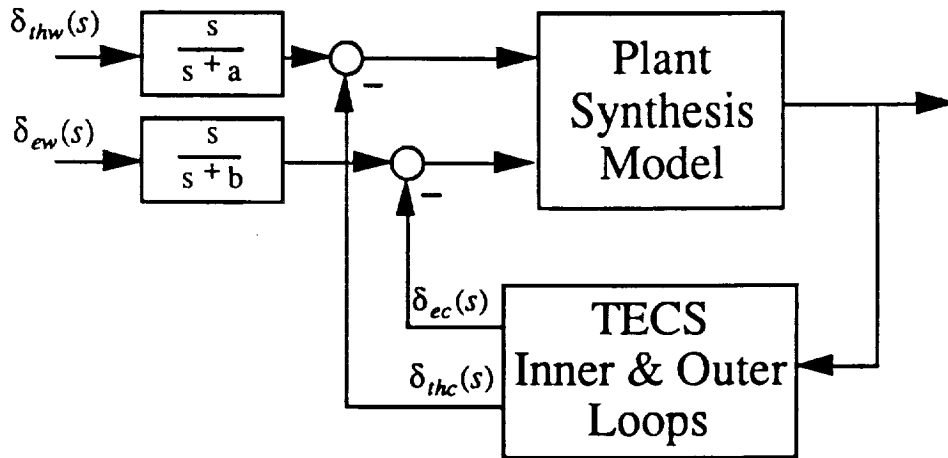 δthw(s)
s
s + a
−
δew(s)
s
s + b
−
Plant
Synthesis
Model
δec(s)
δthc(s)
TECS
Inner & Outer
Loops